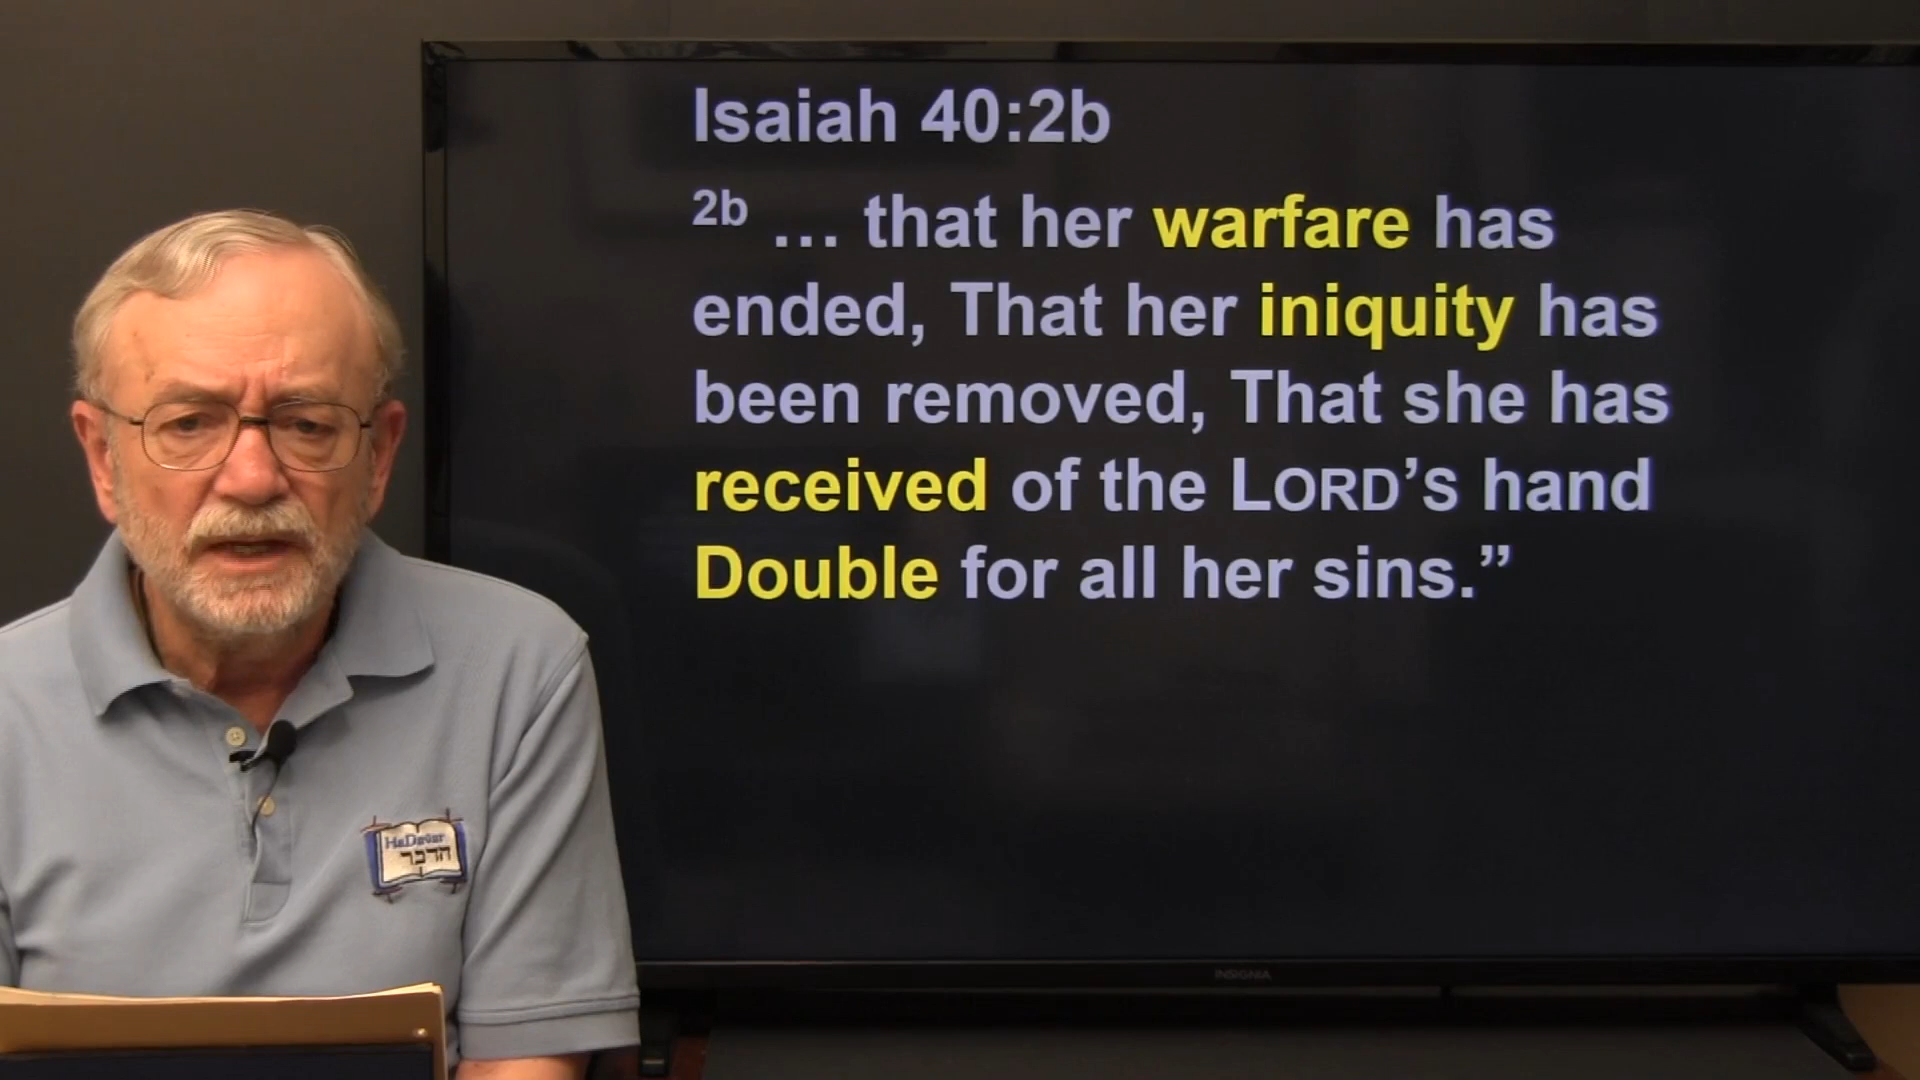 Isaiah 40:2b
2b … that her warfare has
ended, That her iniquity has
been removed, That she has
received of the LORD’S hand
Double for all her sins.”
HaDavar
הדבר
INSIGNIA